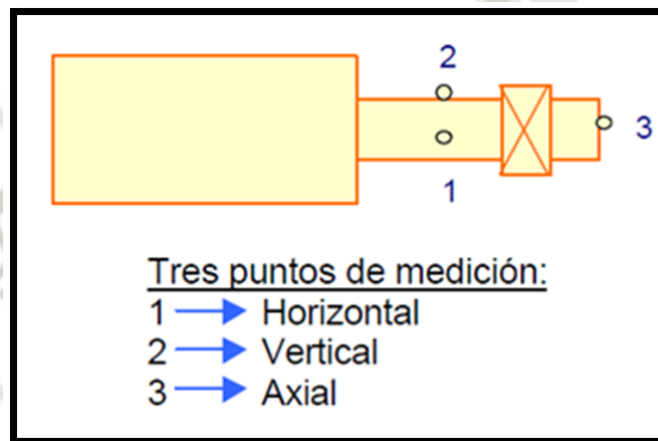 2
3
1
Tres puntos de medición:
1 Horizontal
2 Vertical
3 Axial